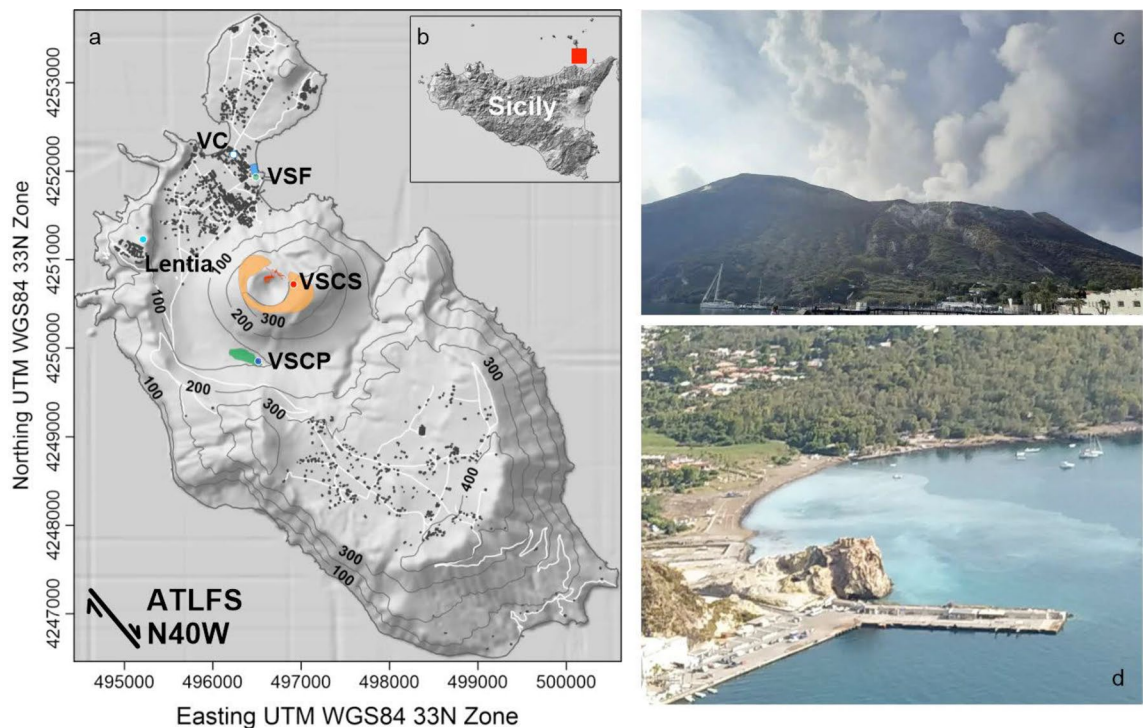 a
b
c
Sicily
VC
VSF
Lentia
100
VSCS
200
300
VSCP
100
100
200
300
300
400
300
100
ATLFS
N40W
4253000
4252000
4251000
4250000
4249000
4248000
4247000
Northing UTM WGS84 33N Zone
495000 496000 497000 498000 499000 500000
Easting UTM WGS84 33N Zone
d